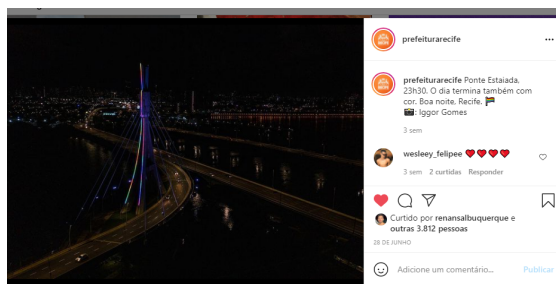 prefeiturarecife
prefeiturarecife Ponte Estaiada,
23h30. O dia termina também com
cor. Boa noite, Recife.
: Iggor Gomes
3 sem
wesleey_felipee
3 sem 2 curtidas Responder
Curtido por renansalbuquerque e
outras 3.812 pessoas
28 DE JUNHO
Adicione um comentário... Publicar